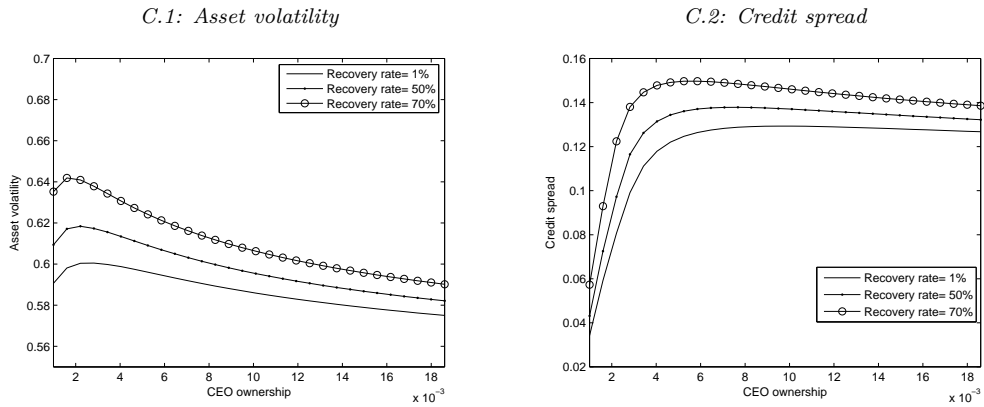 C.1: Asset volatility
0.7
0.68
0.66
0.64
0.62
0.6
0.58
0.56
Asset volatility
Recovery rate= 1%
Recovery rate= 50%
Recovery rate= 70%
2 4 6 8 10 12 14 16 18
CEO ownership
x 10⁻³
C.2: Credit spread
0.16
0.14
0.12
0.1
0.08
0.06
0.04
0.02
Credit spread
Recovery rate= 1%
Recovery rate= 50%
Recovery rate= 70%
2 4 6 8 10 12 14 16 18
CEO ownership
x 10⁻³